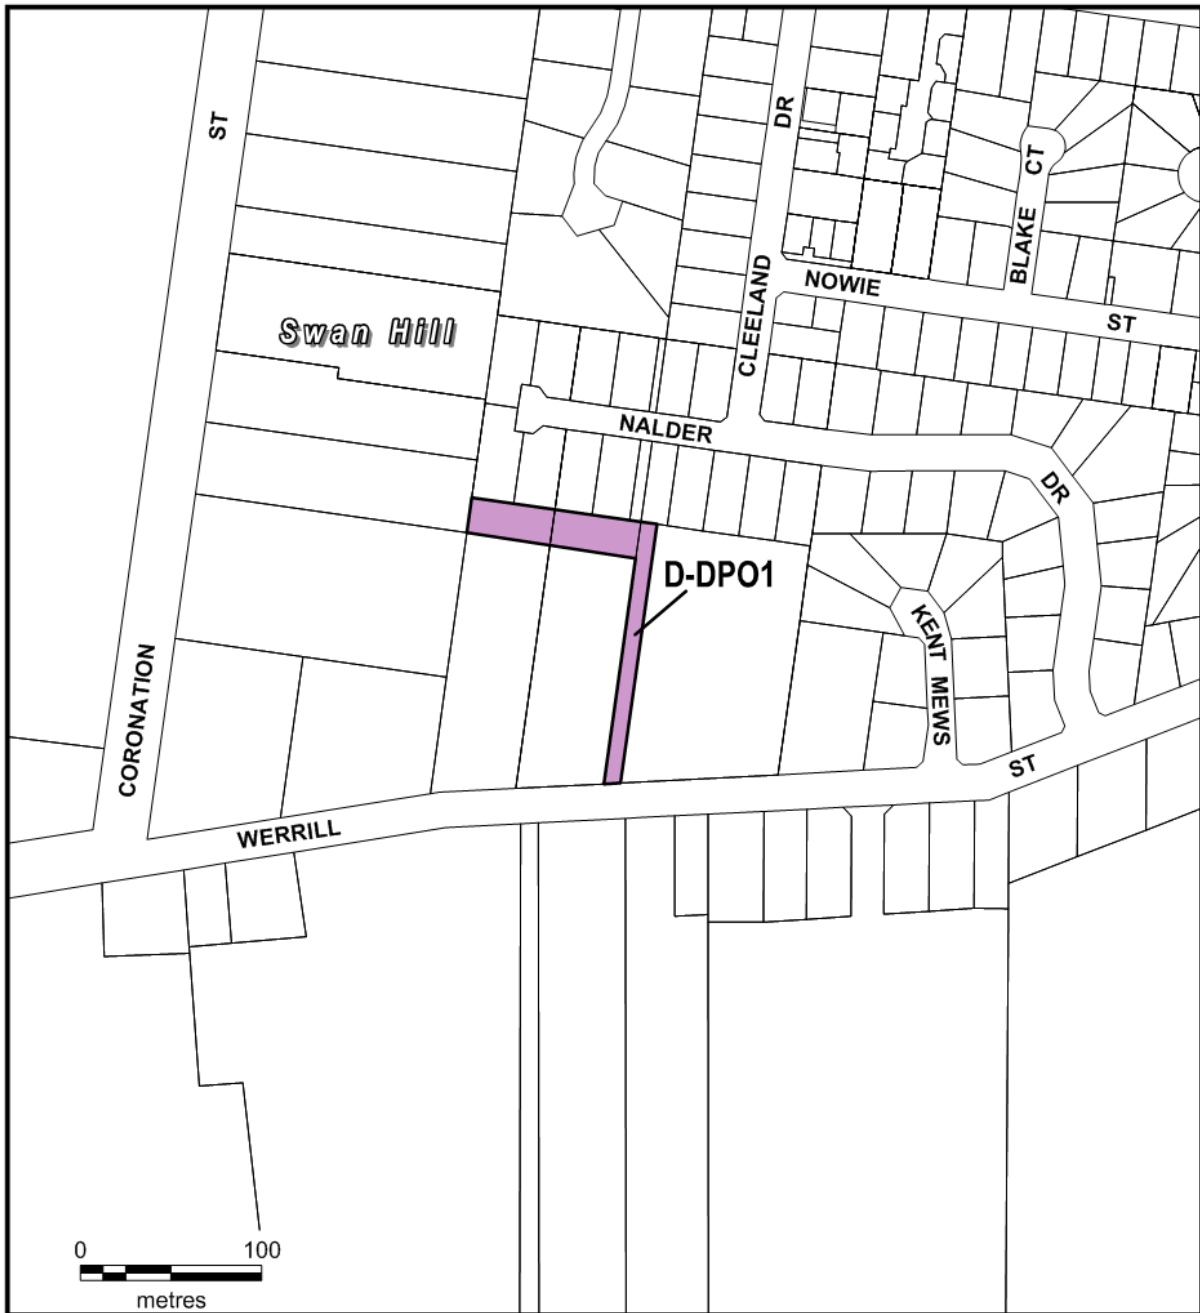 ST
DR
CT
BLAKE
CLEELAND
NOWIE
ST
Swan Hill
NALDER
DR
D-DPO1
KENT MEWS
CORONATION
ST
WERRILL
0 100
metres